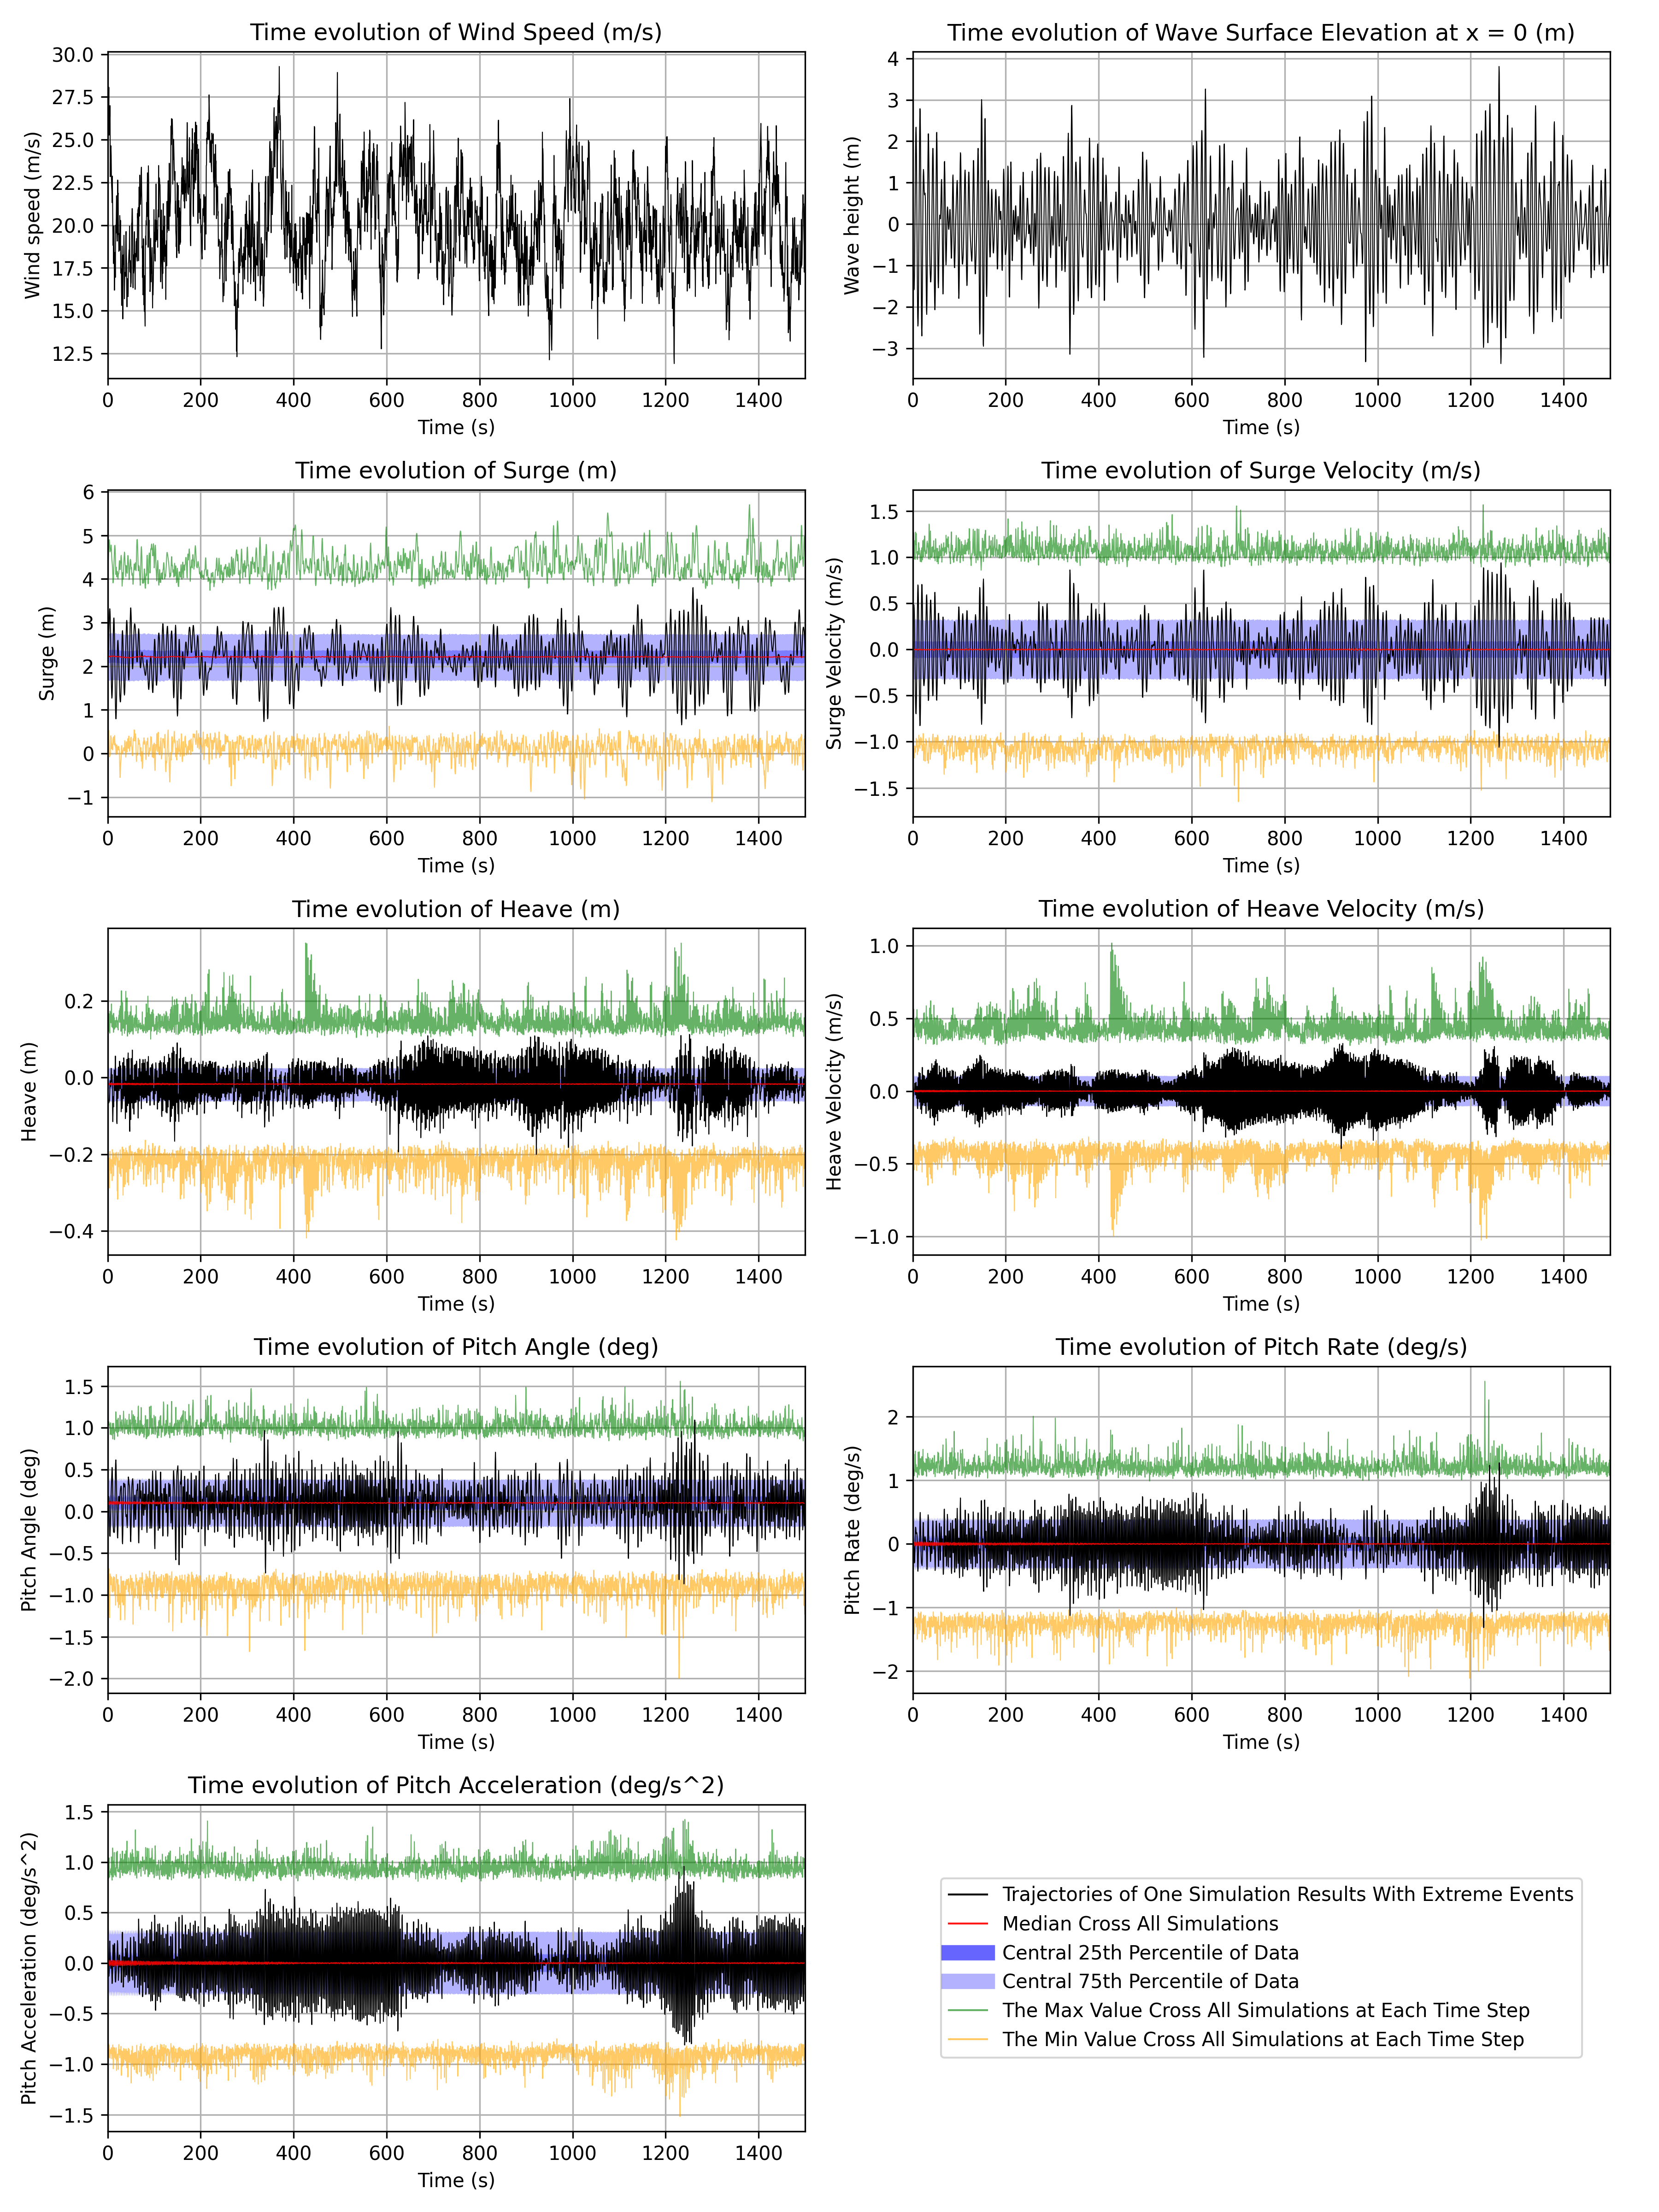 Time evolution of Wind Speed (m/s)
Wind speed (m/s)
30.0
27.5
25.0
22.5
20.0
17.5
15.0
12.5
0 200 400 600 800 1000 1200 1400
Time (s)
Time evolution of Wave Surface Elevation at x = 0 (m)
Wave height (m)
4
3
2
1
0
−1
−2
−3
0 200 400 600 800 1000 1200 1400
Time (s)
Time evolution of Surge (m)
Surge (m)
6
5
4
3
2
1
0
−1
0 200 400 600 800 1000 1200 1400
Time (s)
Time evolution of Surge Velocity (m/s)
Surge Velocity (m/s)
1.5
1.0
0.5
0.0
−0.5
−1.0
−1.5
0 200 400 600 800 1000 1200 1400
Time (s)
Time evolution of Heave (m)
Heave (m)
0.2
0.0
−0.2
−0.4
0 200 400 600 800 1000 1200 1400
Time (s)
Time evolution of Heave Velocity (m/s)
Heave Velocity (m/s)
1.0
0.5
0.0
−0.5
−1.0
0 200 400 600 800 1000 1200 1400
Time (s)
Time evolution of Pitch Angle (deg)
Pitch Angle (deg)
1.5
1.0
0.5
0.0
−0.5
−1.0
−1.5
−2.0
0 200 400 600 800 1000 1200 1400
Time (s)
Time evolution of Pitch Rate (deg/s)
Pitch Rate (deg/s)
2
1
0
−1
−2
0 200 400 600 800 1000 1200 1400
Time (s)
Time evolution of Pitch Acceleration (deg/s^2)
Pitch Acceleration (deg/s^2)
1.5
1.0
0.5
0.0
−0.5
−1.0
−1.5
0 200 400 600 800 1000 1200 1400
Time (s)
Trajectories of One Simulation Results With Extreme Events
Median Cross All Simulations
Central 25th Percentile of Data
Central 75th Percentile of Data
The Max Value Cross All Simulations at Each Time Step
The Min Value Cross All Simulations at Each Time Step